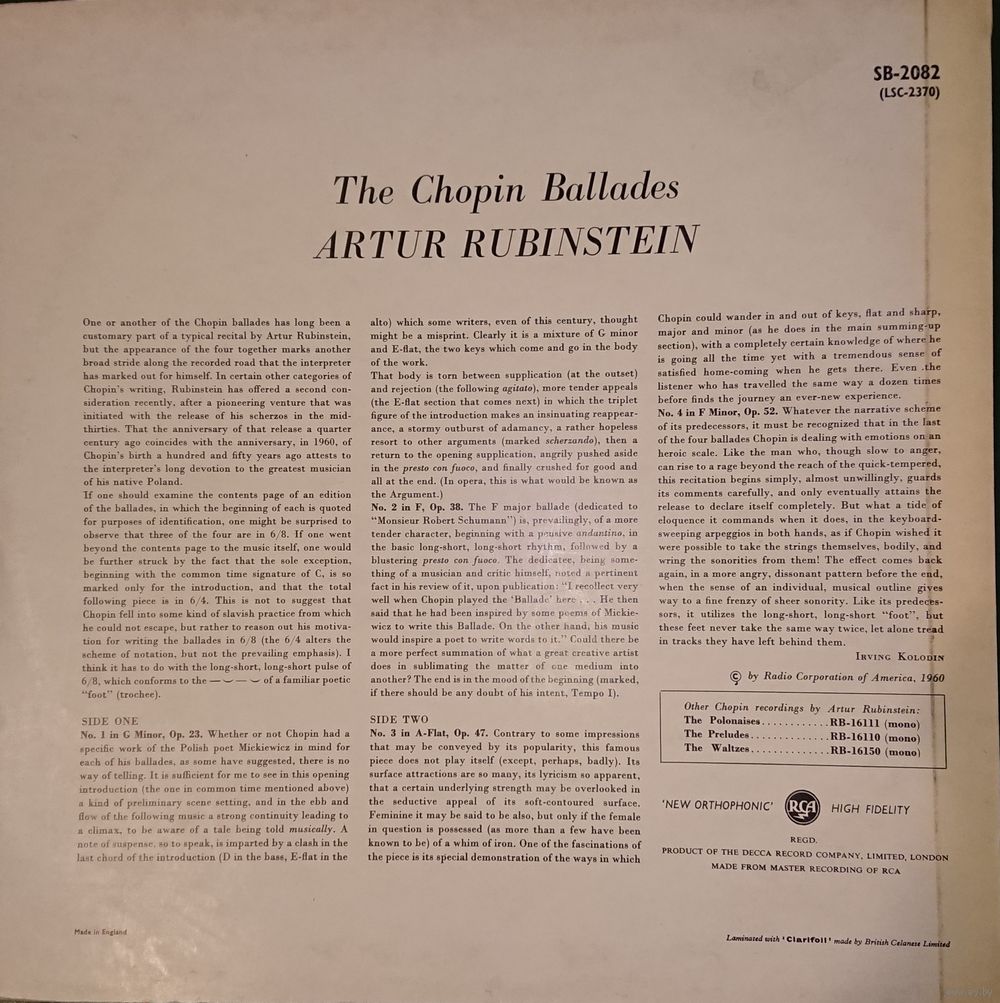 SB-2082
(LSC-2370)
The Chopin Ballades
ARTUR RUBINSTEIN
One or another of the Chopin ballades has long been a
customary part of a typical recital by Artur Rubinstein,
but the appearance of the four together marks another
broad stride along the recorded road that the interpreter
has marked out for himself. In certain other categories of
Chopin's writing, Rubinstein has offered a second con-
sideration recently, after a pioneering venture that was
initiated with the release of his scherzos in the mid-
thirties. That the anniversary of that release a quarter
century ago coincides with the anniversary, in 1960, of
Chopin's birth a hundred and fifty years ago attests to
the interpreter's long devotion to the greatest musician
of his native Poland.
If one should examine the contents page of an edition
of the ballades, in which the beginning of each is quoted
for purposes of identification, one might be surprised to
observe that three of the four are in 6/8. If one went
beyond the contents page to the music itself, one would
be further struck by the fact that the sole exception,
beginning with the common time signature of C, is so
marked only for the introduction, and that the total
following piece is in 6/4. This is not to suggest that
Chopin fell into some kind of slavish practice from which
he could not escape, but rather to reason out his motiva-
tion for writing the ballades in 6/8 (the 6/4 alters the
scheme of notation, but not the prevailing emphasis). I
think it has to do with the long-short, long-short pulse of
6/8, which conforms to the — ⏑ — ⏑ of a familiar poetic
"foot" (trochee).
SIDE ONE
No. 1 in G Minor, Op. 23. Whether or not Chopin had a
specific work of the Polish poet Mickiewicz in mind for
each of his ballades, as some have suggested, there is no
way of telling. It is sufficient for me to see in this opening
introduction (the one in common time mentioned above)
a kind of preliminary scene setting, and in the ebb and
flow of the following music a strong continuity leading to
a climax, to be aware of a tale being told musically. A
note of suspense, so to speak, is imparted by a clash in the
last chord of the introduction (D in the bass, E-flat in the
alto) which some writers, even of this century, thought
might be a misprint. Clearly it is a mixture of G minor
and E-flat, the two keys which come and go in the body
of the work.
That body is torn between supplication (at the outset)
and rejection (the following agitato), more tender appeals
(the E-flat section that comes next) in which the triplet
figure of the introduction makes an insinuating reappear-
ance, a stormy outburst of adamancy, a rather hopeless
resort to other arguments (marked scherzando), then a
return to the opening supplication, angrily pushed aside
in the presto con fuoco, and finally crushed for good and
all at the end. (In opera, this is what would be known as
the Argument.)
No. 2 in F, Op. 38. The F major ballade (dedicated to
"Monsieur Robert Schumann") is, prevailingly, of a more
tender character, beginning with a pensive andantino, in
the basic long-short, long-short rhythm, followed by a
blustering presto con fuoco. The dedicatee, being some-
thing of a musician and critic himself, noted a pertinent
fact in his review of it, upon publication: "I recollect very
well when Chopin played the 'Ballade' here . . . He then
said that he had been inspired by some poems of Mickie-
wicz to write this Ballade. On the other hand, his music
would inspire a poet to write words to it." Could there be
a more perfect summation of what a great creative artist
does in sublimating the matter of one medium into
another? The end is in the mood of the beginning (marked,
if there should be any doubt of his intent, Tempo I).
SIDE TWO
No. 3 in A-Flat, Op. 47. Contrary to some impressions
that may be conveyed by its popularity, this famous
piece does not play itself (except, perhaps, badly). Its
surface attractions are so many, its lyricism so apparent,
that a certain underlying strength may be overlooked in
the seductive appeal of its soft-contoured surface.
Feminine it may be said to be also, but only if the female
in question is possessed (as more than a few have been
known to be) of a whim of iron. One of the fascinations of
the piece is its special demonstration of the ways in which
Chopin could wander in and out of keys, flat and sharp,
major and minor (as he does in the main summing-up
section), with a completely certain knowledge of where he
is going all the time yet with a tremendous sense of
satisfied home-coming when he gets there. Even the
listener who has travelled the same way a dozen times
before finds the journey an ever-new experience.
No. 4 in F Minor, Op. 52. Whatever the narrative scheme
of its predecessors, it must be recognized that in the last
of the four ballades Chopin is dealing with emotions on an
heroic scale. Like the man who, though slow to anger,
can rise to a rage beyond the reach of the quick-tempered,
this recitation begins simply, almost unwillingly, guards
its comments carefully, and only eventually attains the
release to declare itself completely. But what a tide of
eloquence it commands when it does, in the keyboard-
sweeping arpeggios in both hands, as if Chopin wished it
were possible to take the strings themselves, bodily, and
wring the sonorities from them! The effect comes back
again, in a more angry, dissonant pattern before the end,
when the sense of an individual, musical outline gives
way to a fine frenzy of sheer sonority. Like its predeces-
sors, it utilizes the long-short, long-short "foot", but
these feet never take the same way twice, let alone tread
in tracks they have left behind them.
IRVING KOLODIN
© by Radio Corporation of America, 1960
Other Chopin recordings by Artur Rubinstein:
The Polonaises............RB-16111 (mono)
The Preludes..............RB-16110 (mono)
The Waltzes..............RB-16150 (mono)
'NEW ORTHOPHONIC' RCA HIGH FIDELITY
REGD.
PRODUCT OF THE DECCA RECORD COMPANY, LIMITED, LONDON
MADE FROM MASTER RECORDING OF RCA
Made in England
Laminated with 'Clarifoil' made by British Celanese Limited